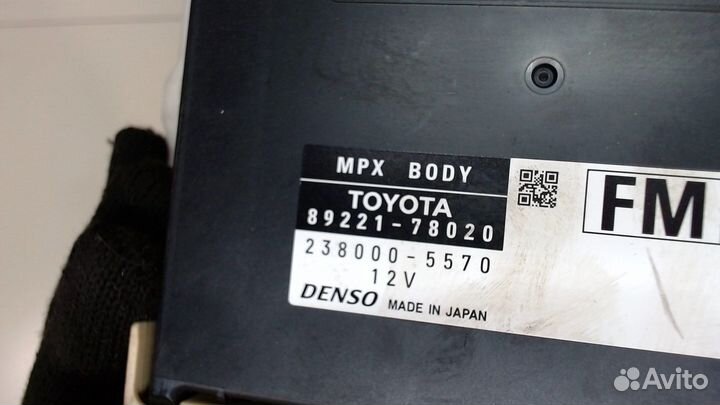 MPX BODY
TOYOTA
89221-78020
238000-5570
12V
DENSO MADE IN JAPAN
FM
Avito